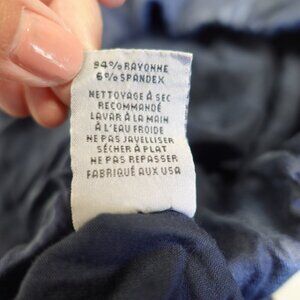 94% RAYONNE
6% SPANDEX
NETTOYAGE À SEC
RECOMMANDÉ
LAVAR À LA MAIN
À L'EAU FROIDE
NE PAS JAVELLISER
SÉCHER À PLAT
NE PAS REPASSER
FABRIQUÉ AUX USA